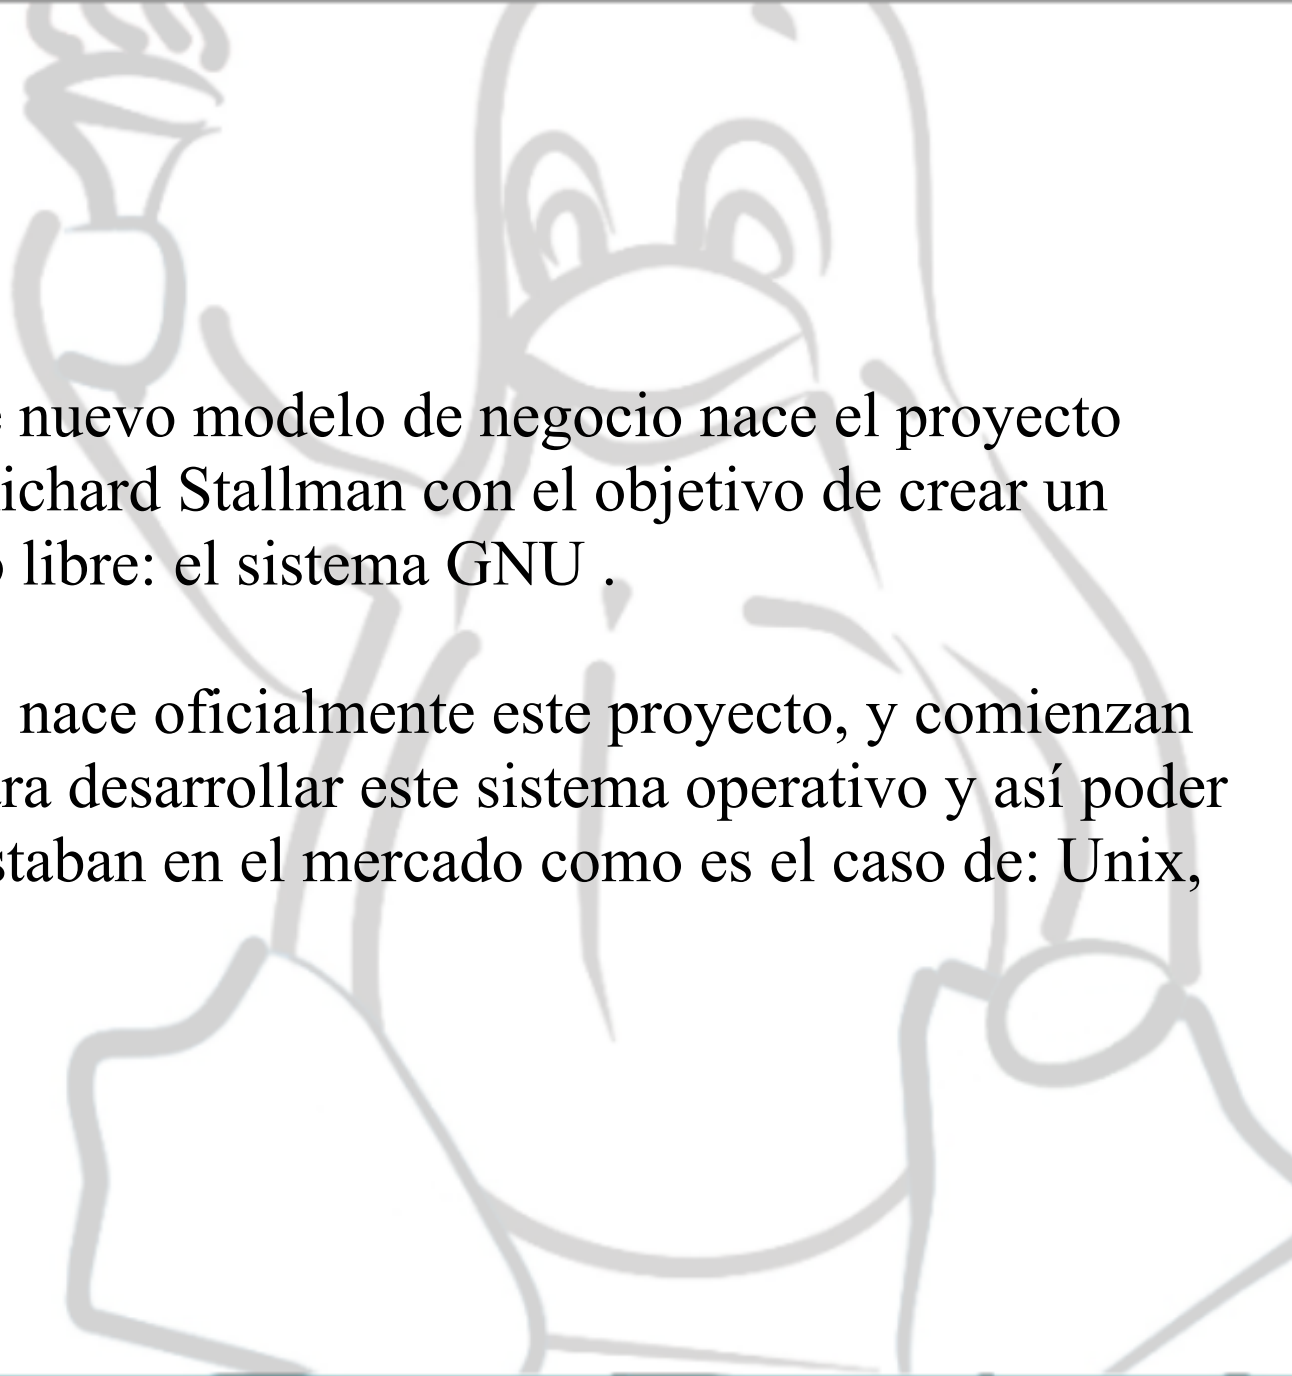 nuevo modelo de negocio nace el proyecto
ichard Stallman con el objetivo de crear un
libre: el sistema GNU .
nace oficialmente este proyecto, y comienzan
ra desarrollar este sistema operativo y así poder
staban en el mercado como es el caso de: Unix,